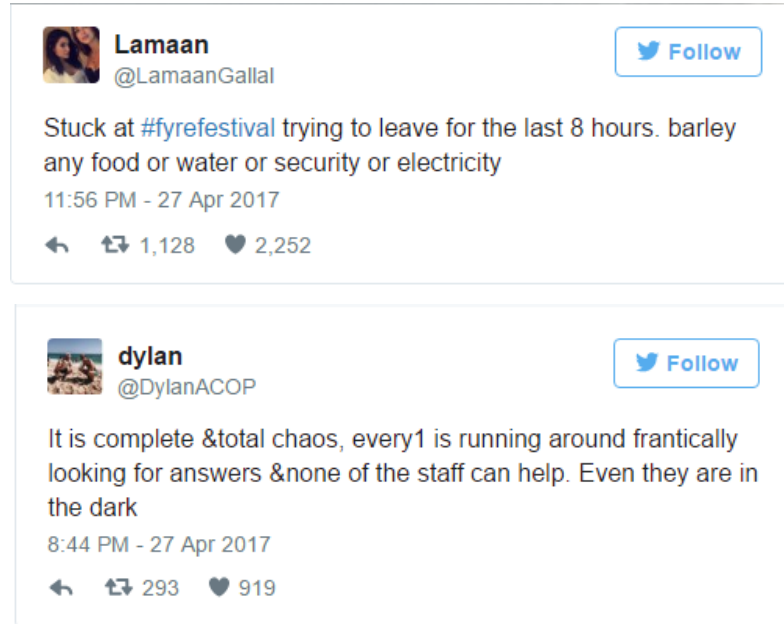 Lamaan
@LamaanGallal
Follow
Stuck at #fyrefestival trying to leave for the last 8 hours. barley
any food or water or security or electricity
11:56 PM - 27 Apr 2017
1,128 2,252
dylan
@DylanACOP
Follow
It is complete &total chaos, every1 is running around frantically
looking for answers &none of the staff can help. Even they are in
the dark
8:44 PM - 27 Apr 2017
293 919